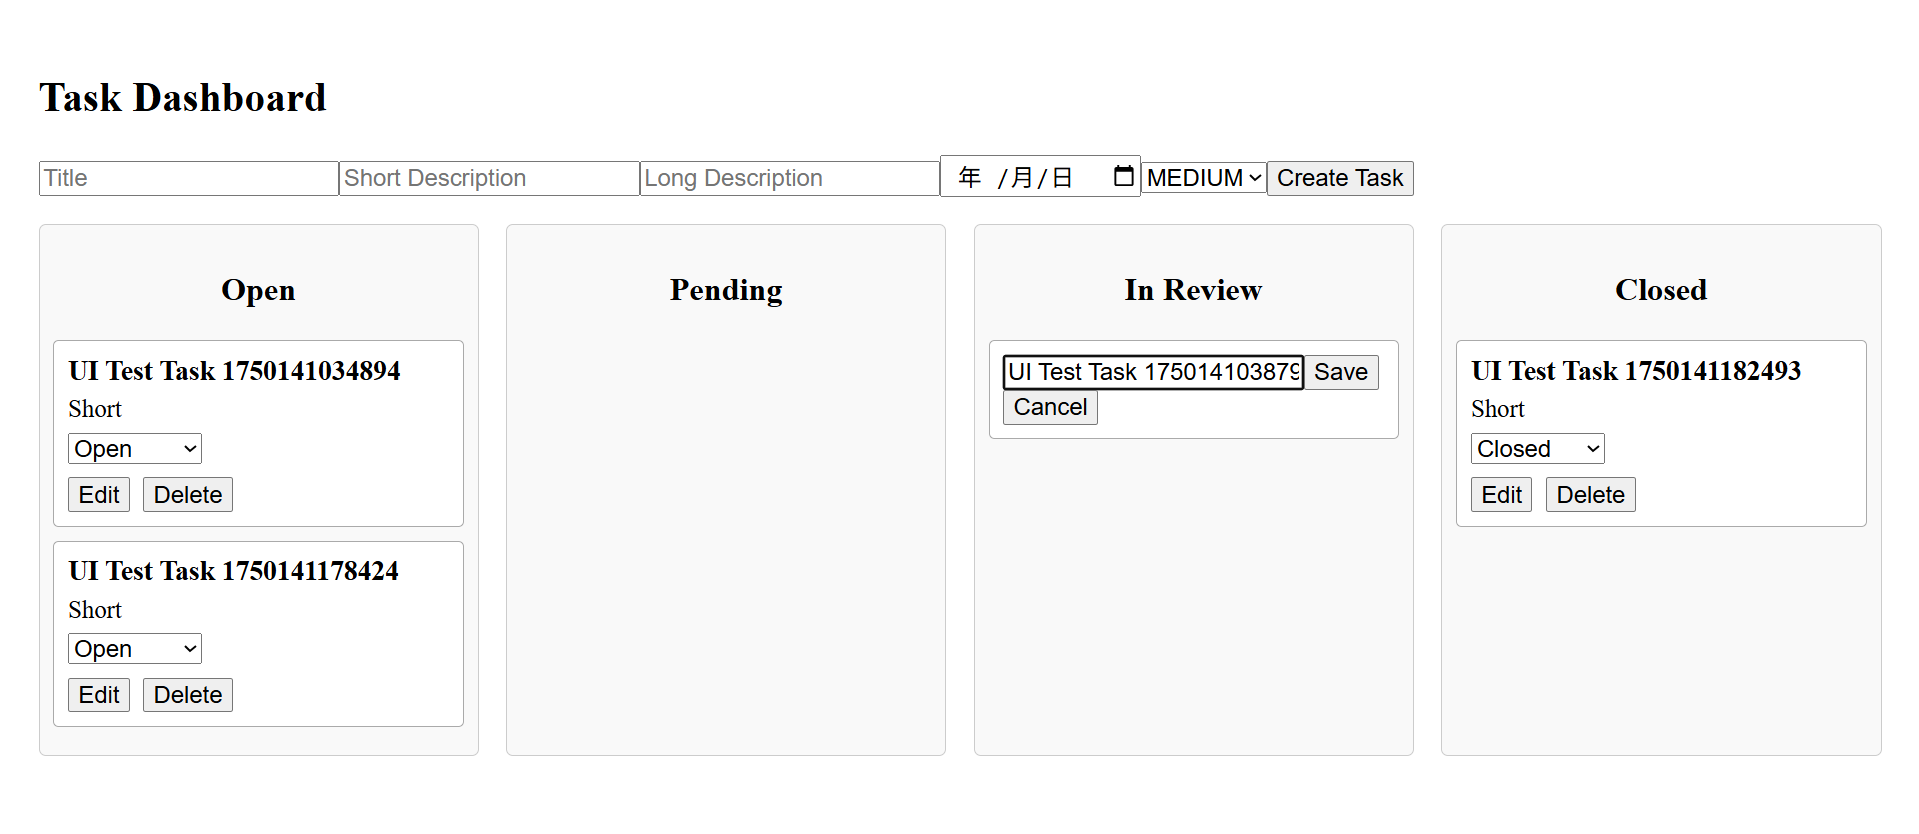 Task Dashboard
Title Short Description Long Description 年 /月/日 MEDIUM Create Task
Open
UI Test Task 1750141034894
Short
Open
Edit Delete
UI Test Task 1750141178424
Short
Open
Edit Delete
Pending
In Review
UI Test Task 175014103879 Save
Cancel
Closed
UI Test Task 1750141182493
Short
Closed
Edit Delete